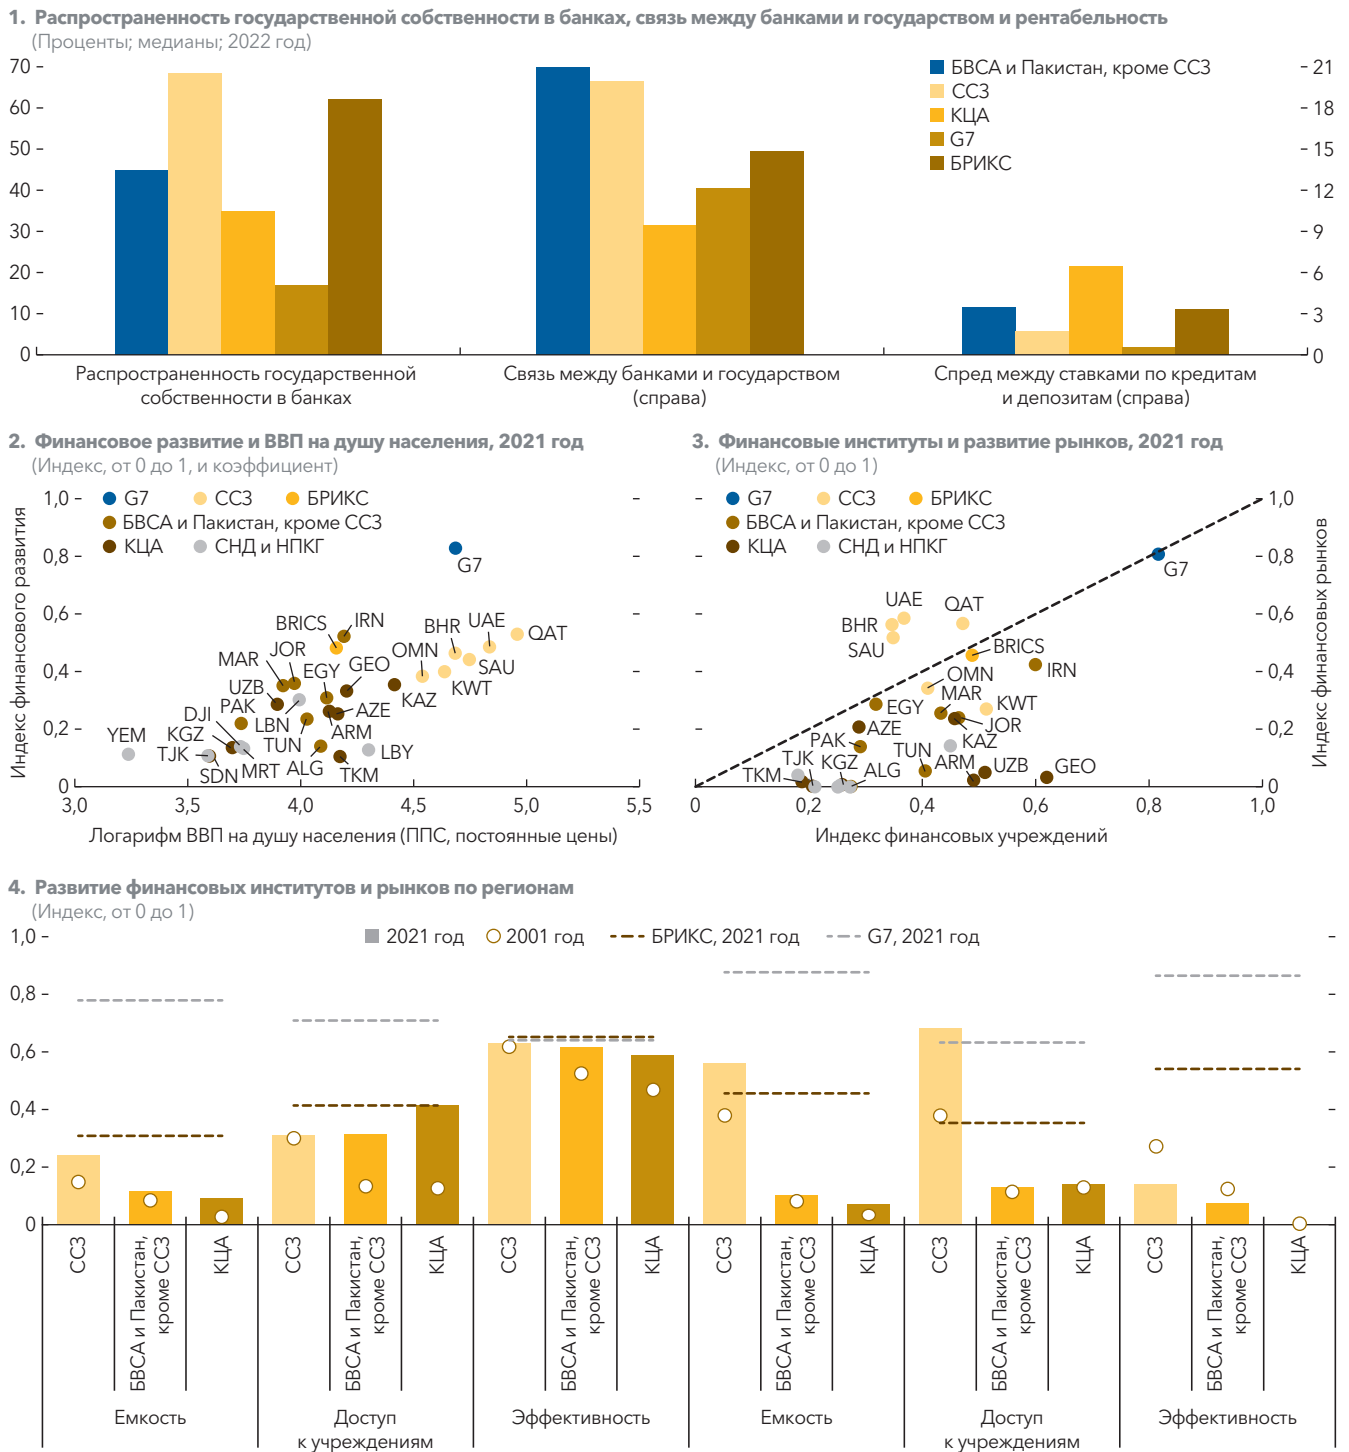 1. Распространенность государственной собственности в банках, связь между банками и государством и рентабельность
(Проценты; медианы; 2022 год)
70
60
50
40
30
20
10
0
БВСА и Пакистан, кроме ССЗ
ССЗ
КЦА
G7
БРИКС
21
18
15
12
9
6
3
0
Распространенность государственной
собственности в банках
Связь между банками и государством
(справа)
Спред между ставками по кредитам
и депозитам (справа)
2. Финансовое развитие и ВВП на душу населения, 2021 год
(Индекс, от 0 до 1, и коэффициент)
Индекс финансового развития
1,0
0,8
0,6
0,4
0,2
0
G7 ССЗ БРИКС
БВСА и Пакистан, кроме ССЗ
КЦА СНД и НПКГ
G7
BRICS
IRN
BHR
UAE
QAT
OMN
SAU
KWT
MAR
JOR
EGY
GEO
KAZ
UZB
AZE
PAK
LBN
ARM
DJI
YEM
KGZ
TUN
LBY
TJK
SDN
MRT
ALG
TKM
3,0
3,5
4,0
4,5
5,0
5,5
Логарифм ВВП на душу населения (ППС, постоянные цены)
3. Финансовые институты и развитие рынков, 2021 год
(Индекс, от 0 до 1)
G7 ССЗ БРИКС
БВСА и Пакистан, кроме ССЗ
КЦА СНД и НПКГ
1,0
0,8
0,6
0,4
0,2
0
Индекс финансовых рынков
G7
UAE
QAT
BHR
SAU
BRICS
OMN
IRN
MAR
EGY
KWT
AZE
JOR
PAK
KAZ
TUN
TJK
KGZ
ARM
UZB
GEO
TKM
ALG
0
0,2
0,4
0,6
0,8
1,0
Индекс финансовых учреждений
4. Развитие финансовых институтов и рынков по регионам
(Индекс, от 0 до 1)
1,0
0,8
0,6
0,4
0,2
0
2021 год 2001 год БРИКС, 2021 год G7, 2021 год
ССЗ
БВСА и Пакистан,
кроме ССЗ
КЦА
ССЗ
БВСА и Пакистан,
кроме ССЗ
КЦА
ССЗ
БВСА и Пакистан,
кроме ССЗ
КЦА
ССЗ
БВСА и Пакистан,
кроме ССЗ
КЦА
ССЗ
БВСА и Пакистан,
кроме ССЗ
КЦА
ССЗ
БВСА и Пакистан,
кроме ССЗ
КЦА
Емкость
Доступ
к учреждениям
Эффективность
Емкость
Доступ
к учреждениям
Эффективность